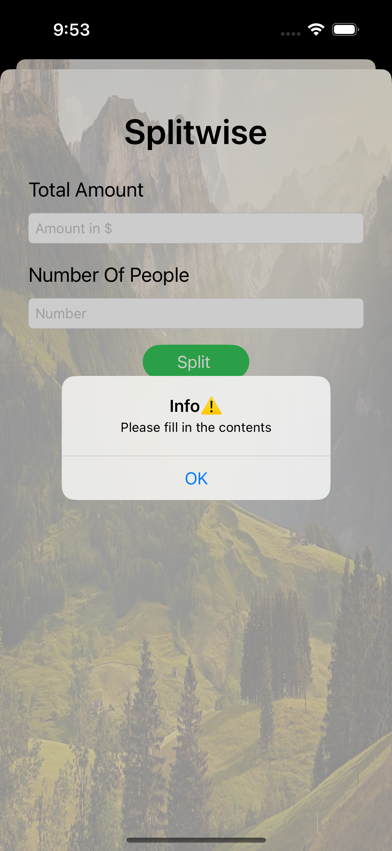 9:53
Splitwise
Total Amount
Amount in $
Number Of People
Number
Split
Info⚠️
Please fill in the contents
OK